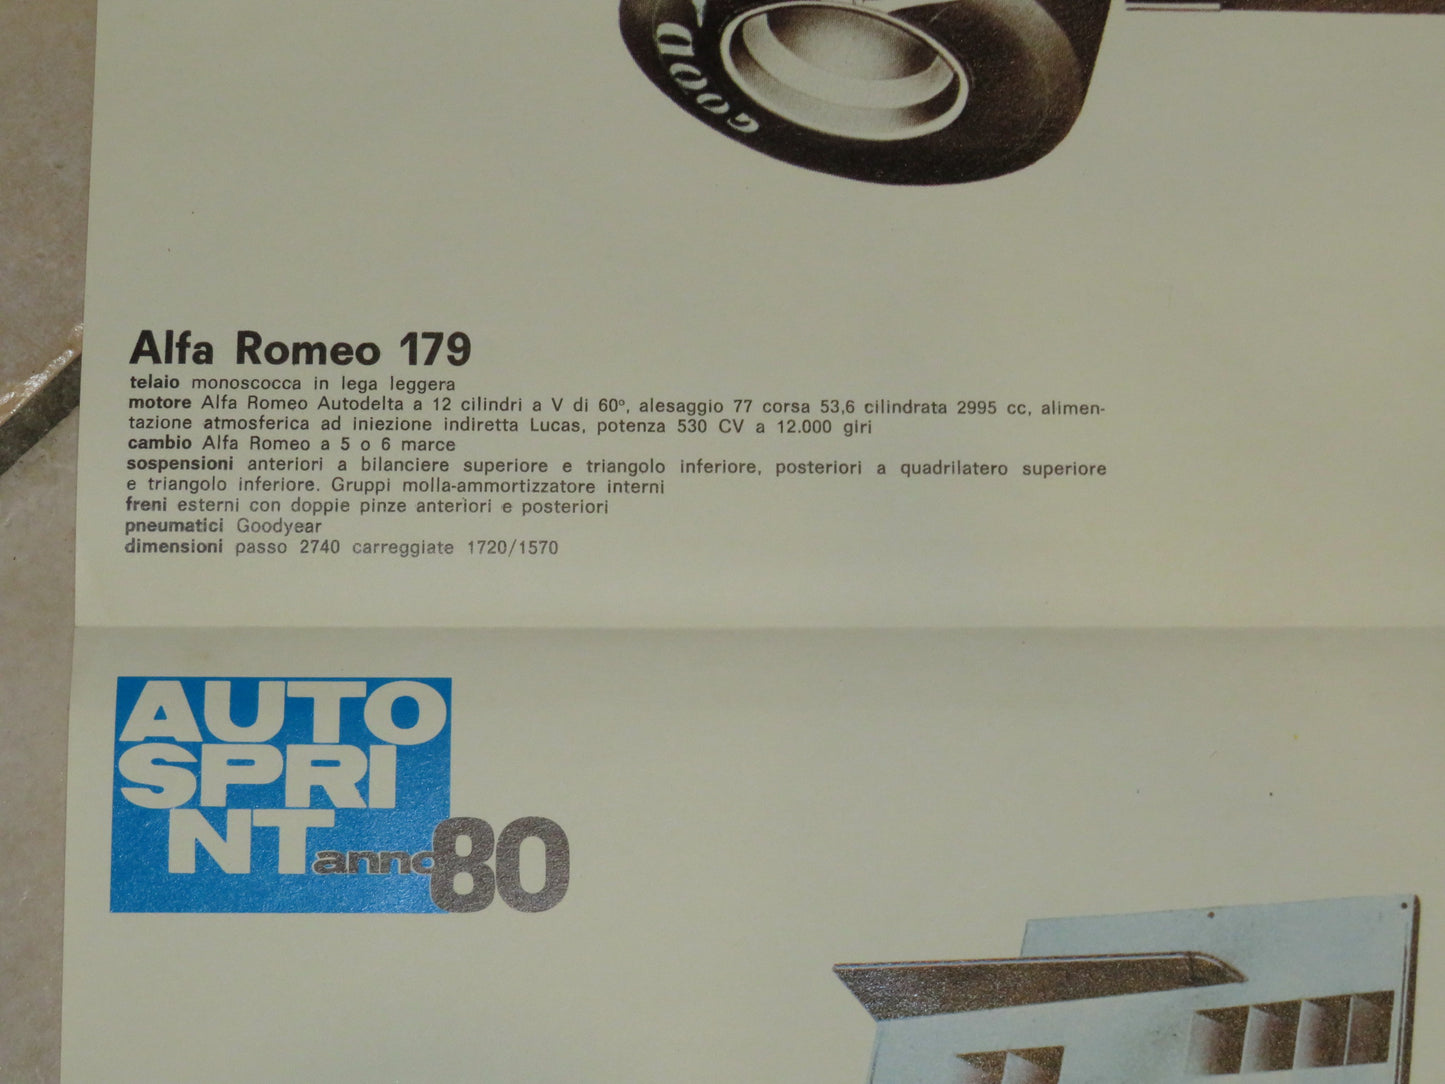 GOOD
Alfa Romeo 179
telaio monoscocca in lega leggera
motore Alfa Romeo Autodelta a 12 cilindri a V di 60º, alesaggio 77 corsa 53,6 cilindrata 2995 cc, alimen-
tazione atmosferica ad iniezione indiretta Lucas, potenza 530 CV a 12.000 giri
cambio Alfa Romeo a 5 o 6 marce
sospensioni anteriori a bilanciere superiore e triangolo inferiore, posteriori a quadrilatero superiore
e triangolo inferiore. Gruppi molla-ammortizzatore interni
freni esterni con doppie pinze anteriori e posteriori
pneumatici Goodyear
dimensioni passo 2740 carreggiate 1720/1570
AUTO
SPRI
NT anno 80